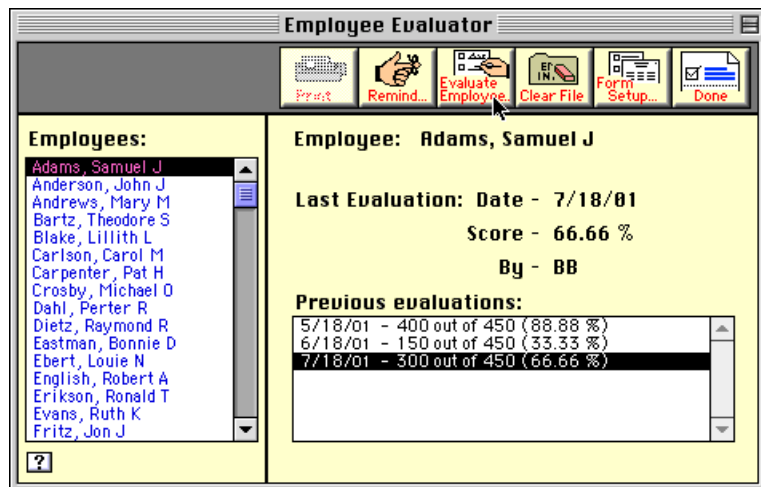 Employee Evaluator
Print
Remind...
Evaluate
Employee...
Clear File
Form
Setup...
Done
Employees:
Adams, Samuel J
Anderson, John J
Andrews, Mary M
Bartz, Theodore S
Blake, Lillith L
Carlson, Carol M
Carpenter, Pat H
Crosby, Michael O
Dahl, Perter R
Dietz, Raymond R
Eastman, Bonnie D
Ebert, Louie N
English, Robert A
Erikson, Ronald T
Evans, Ruth K
Fritz, Jon J
?
Employee: Adams, Samuel J
Last Evaluation: Date - 7/18/01
Score - 66.66 %
By - BB
Previous evaluations:
5/18/01 - 400 out of 450 (88.88 %)
6/18/01 - 150 out of 450 (33.33 %)
7/18/01 - 300 out of 450 (66.66 %)